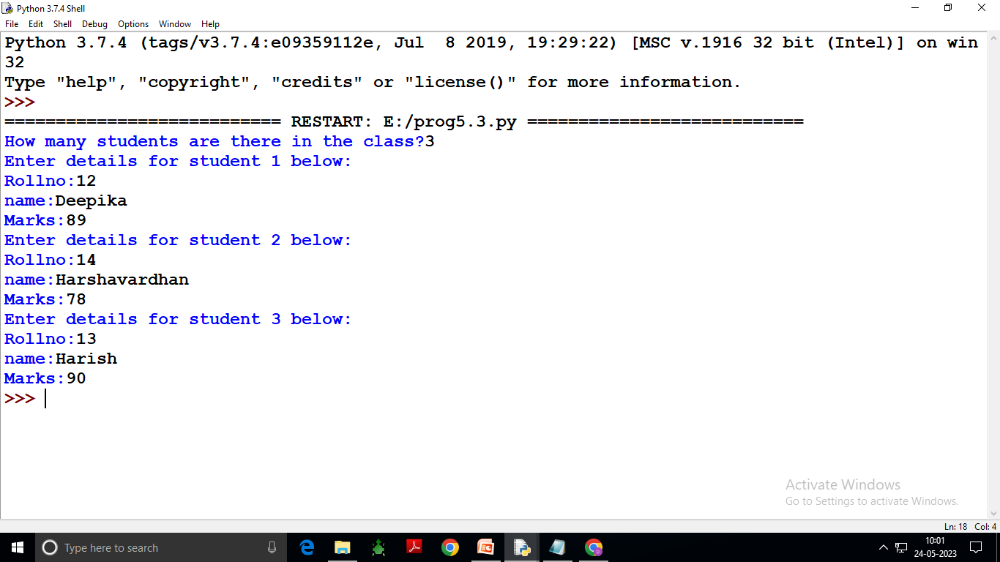 Python 3.7.4 Shell
File Edit Shell Debug Options Window Help
Python 3.7.4 (tags/v3.7.4:e09359112e, Jul  8 2019, 19:29:22) [MSC v.1916 32 bit (Intel)] on win
32
Type "help", "copyright", "credits" or "license()" for more information.
>>>
=========================== RESTART: E:/prog5.3.py ===========================
How many students are there in the class?3
Enter details for student 1 below:
Rollno:12
name:Deepika
Marks:89
Enter details for student 2 below:
Rollno:14
name:Harshavardhan
Marks:78
Enter details for student 3 below:
Rollno:13
name:Harish
Marks:90
>>>
Activate Windows
Go to Settings to activate Windows.
Ln: 18 Col: 4
Type here to search
10:01
24-05-2023